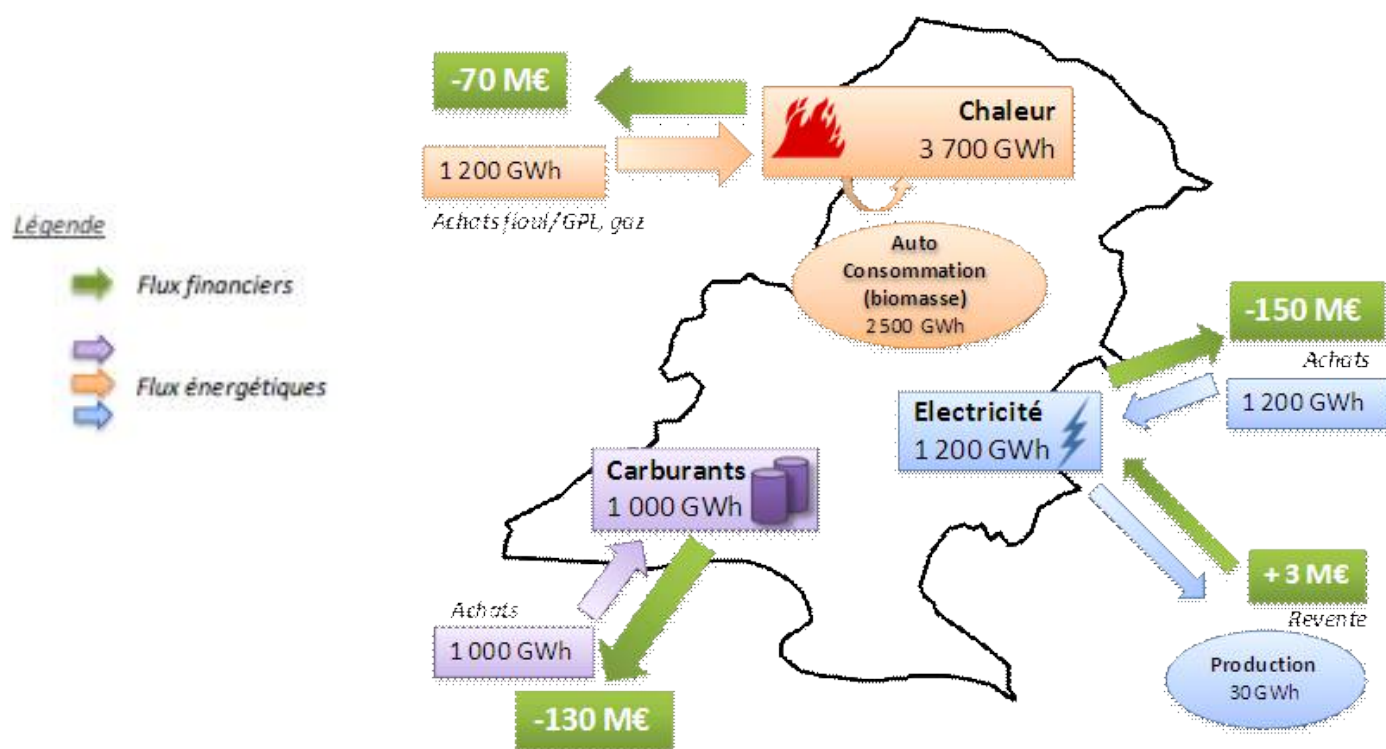 -70 M€
Chaleur
3 700 GWh
1 200 GWh
Achats fioul/GPL, gaz
Légende
Flux financiers
Flux énergétiques
Auto
Consommation
(biomasse)
2 500 GWh
-150 M€
Achats
1 200 GWh
Electricité
1 200 GWh
Carburants
1 000 GWh
Achats
1 000 GWh
-130 M€
+ 3 M€
Revente
Production
30 GWh